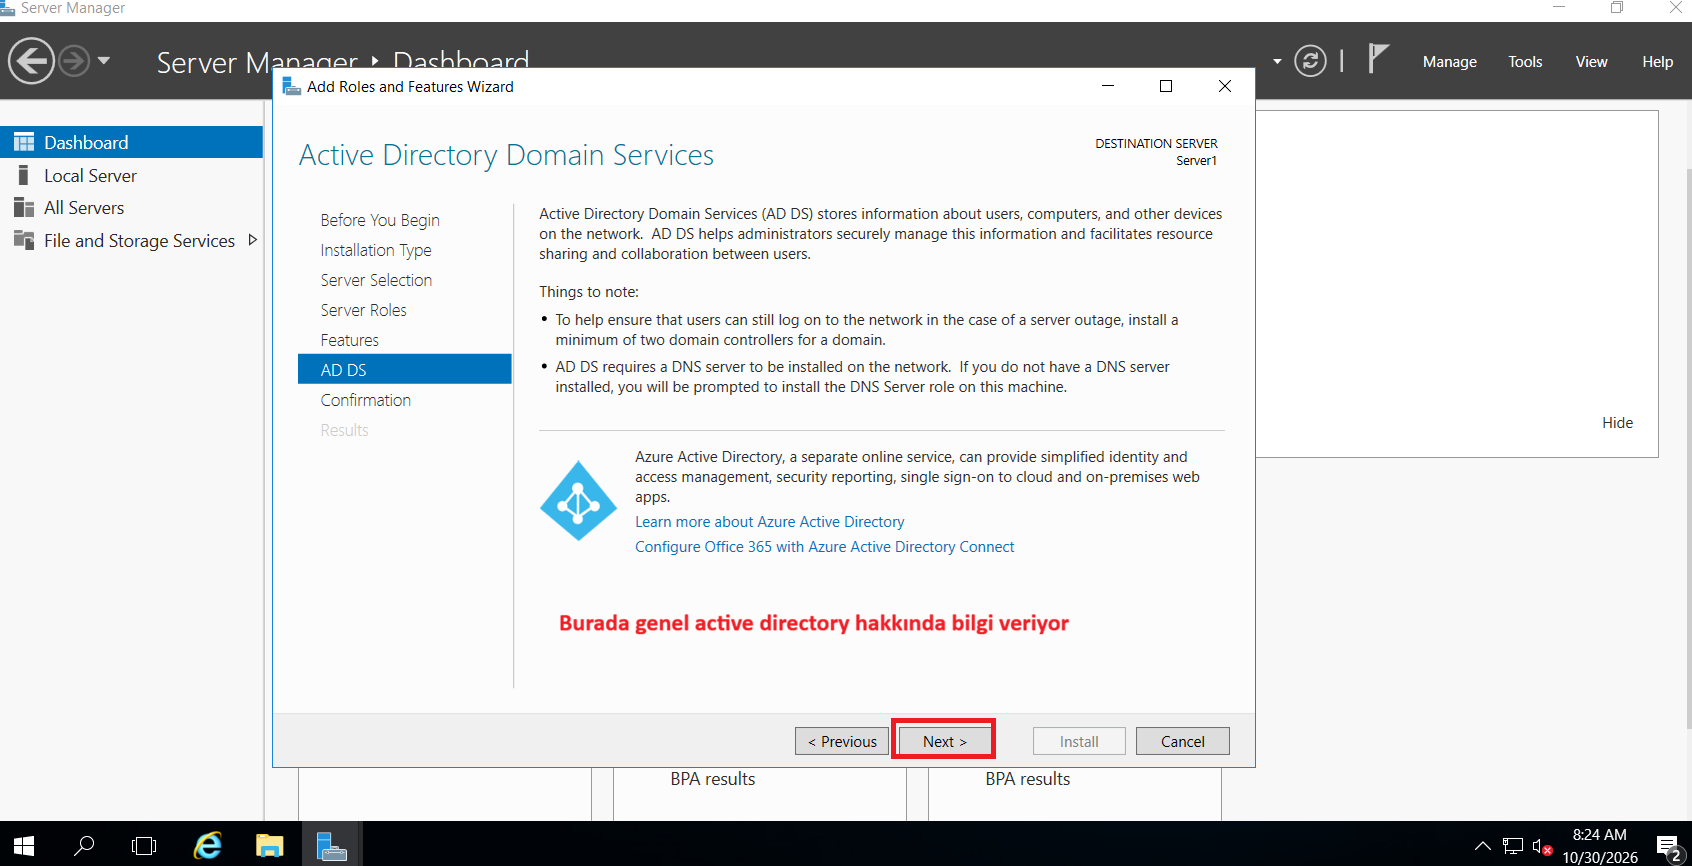 Server Manager
Server Manager ‣ Dashboard
Manage
Tools
View
Help
Add Roles and Features Wizard
Dashboard
Local Server
All Servers
File and Storage Services
Active Directory Domain Services
DESTINATION SERVER
Server1
Before You Begin
Installation Type
Server Selection
Server Roles
Features
AD DS
Confirmation
Results
Active Directory Domain Services (AD DS) stores information about users, computers, and other devices
on the network.  AD DS helps administrators securely manage this information and facilitates resource
sharing and collaboration between users.
Things to note:
• To help ensure that users can still log on to the network in the case of a server outage, install a
minimum of two domain controllers for a domain.
• AD DS requires a DNS server to be installed on the network.  If you do not have a DNS server
installed, you will be prompted to install the DNS Server role on this machine.
Azure Active Directory, a separate online service, can provide simplified identity and
access management, security reporting, single sign-on to cloud and on-premises web
apps.
Learn more about Azure Active Directory
Configure Office 365 with Azure Active Directory Connect
Burada genel active directory hakkında bilgi veriyor
Hide
< Previous
Next >
Install
Cancel
BPA results
BPA results
8:24 AM
10/30/2026
2